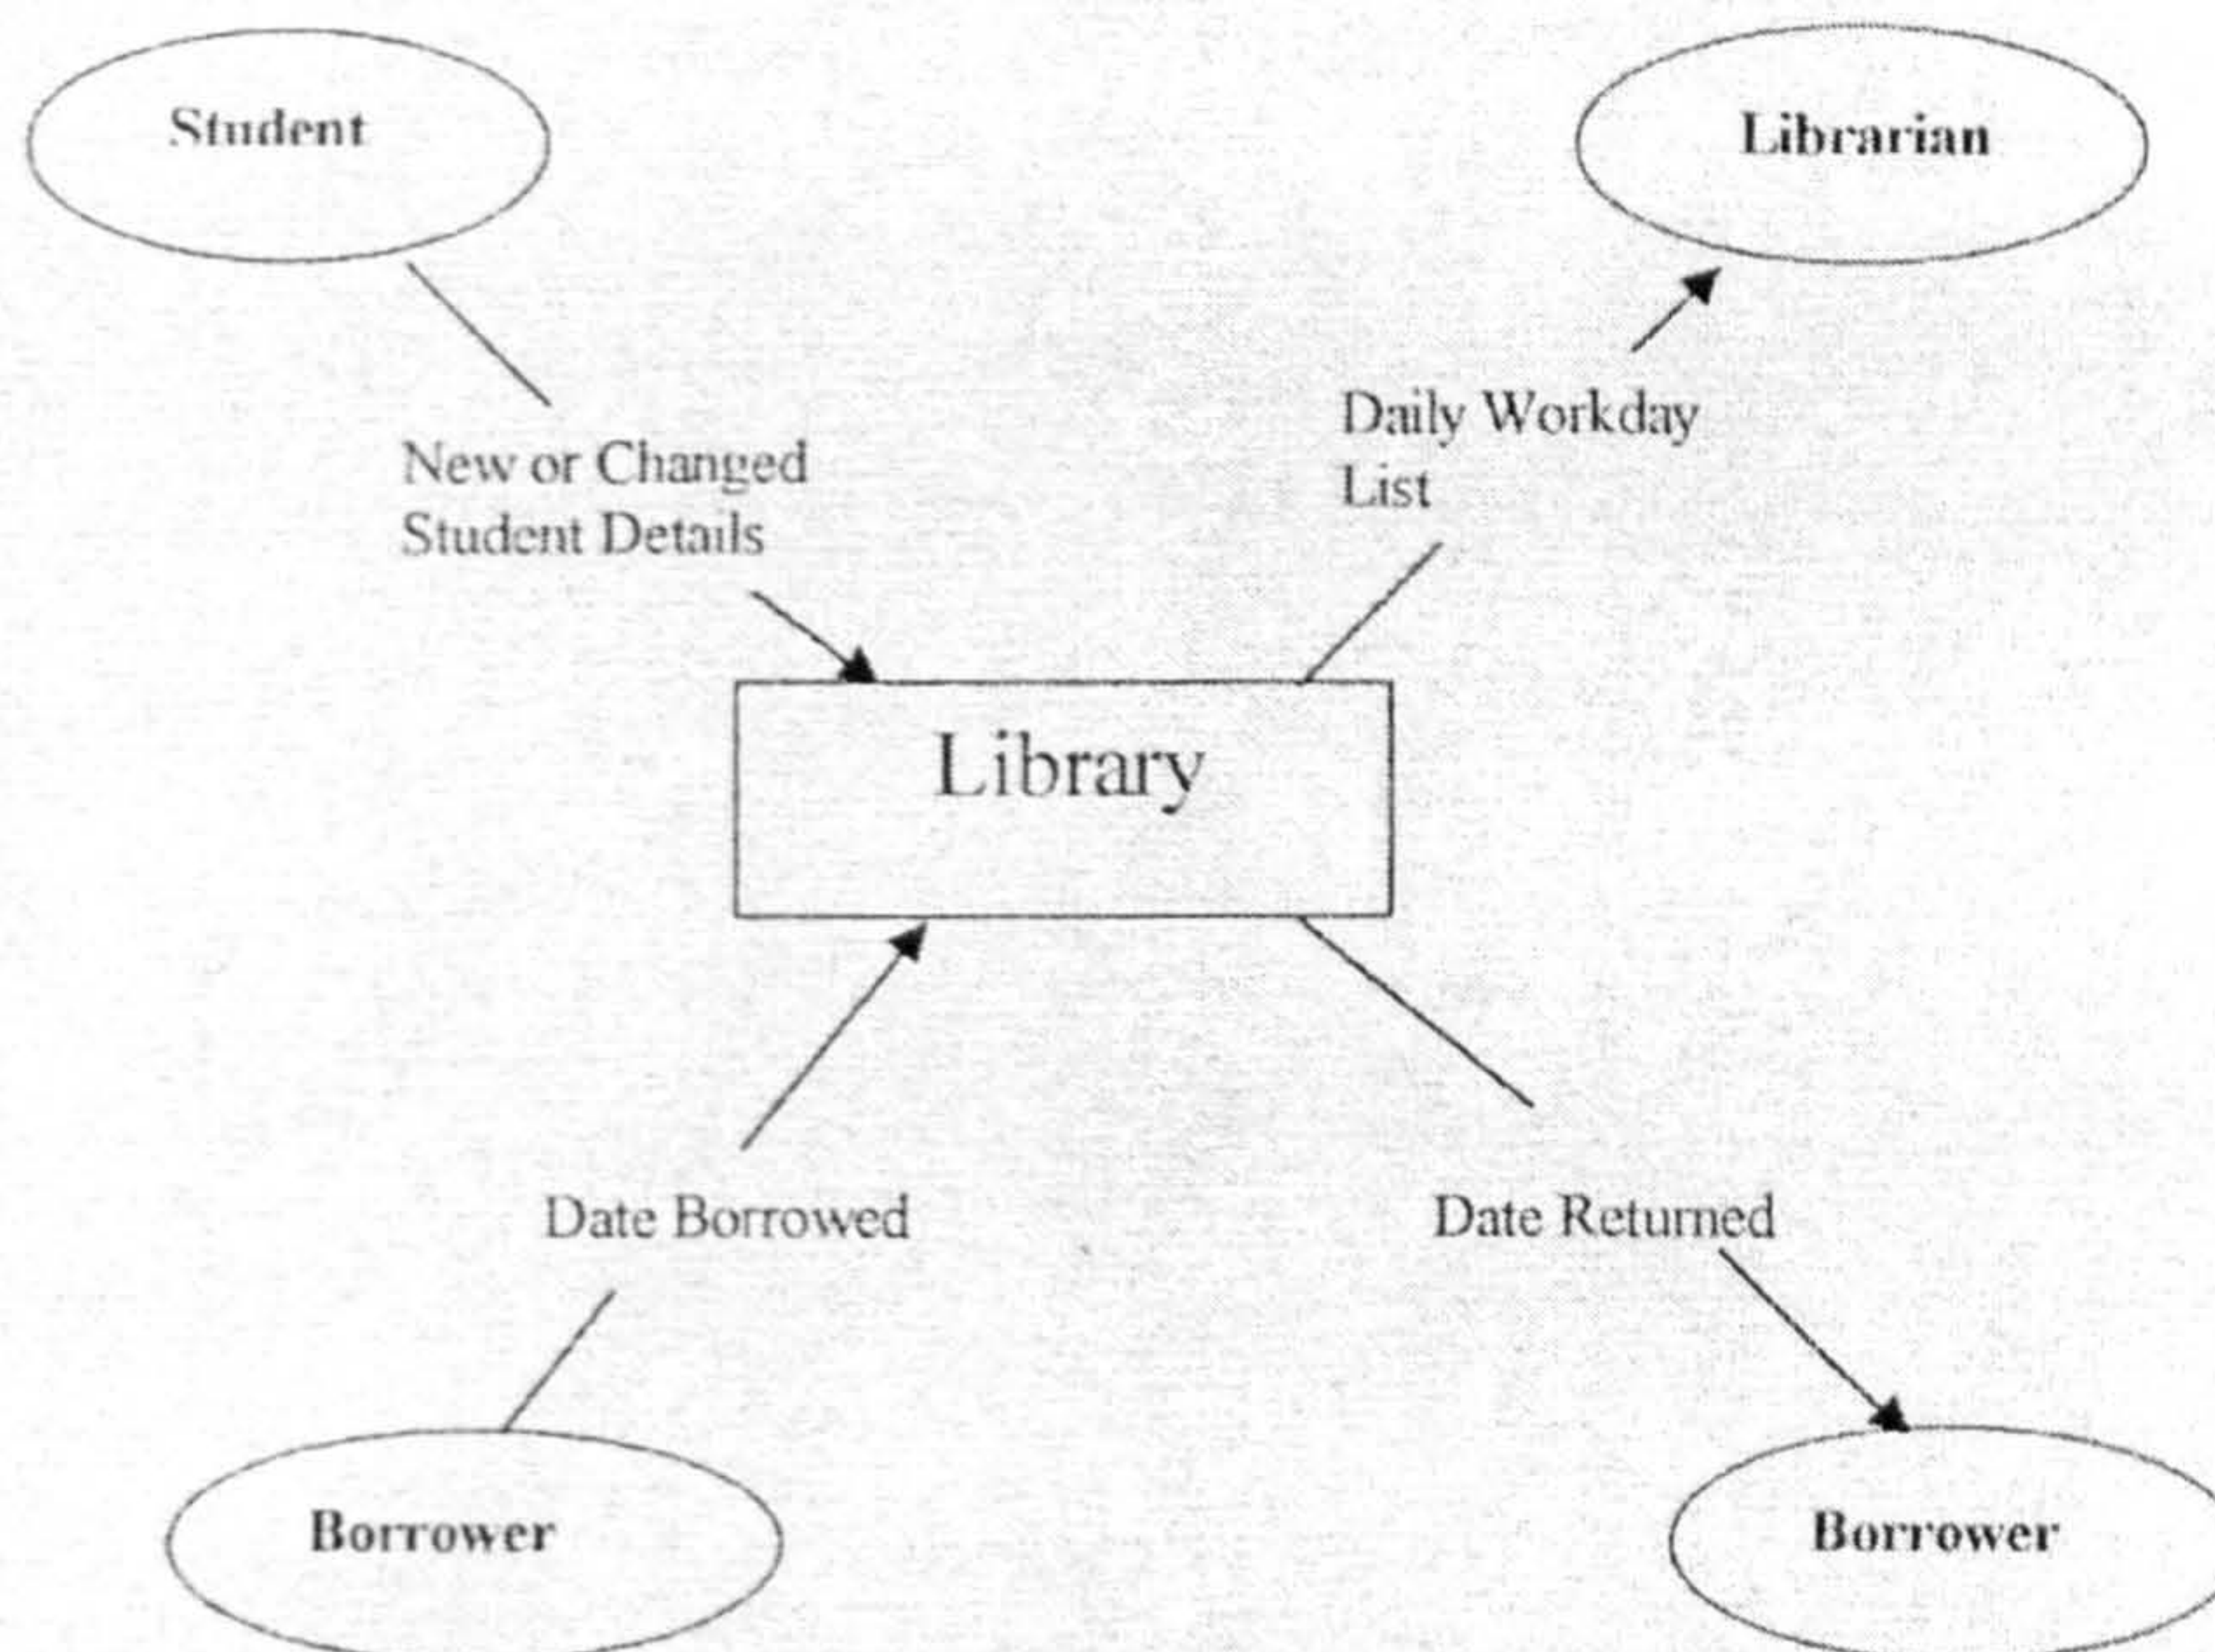 Student
Librarian
New or Changed
Student Details
Daily Workday
List
Library
Date Borrowed
Date Returned
Borrower
Borrower